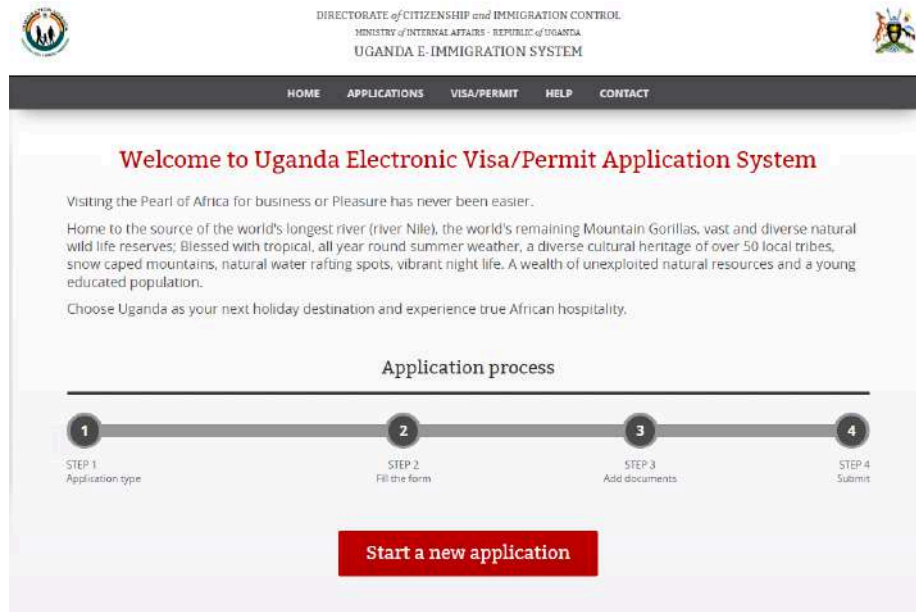 DIRECTORATE of CITIZENSHIP and IMMIGRATION CONTROL
MINISTRY of INTERNAL AFFAIRS - REPUBLIC of UGANDA
UGANDA E-IMMIGRATION SYSTEM
HOME APPLICATIONS VISA/PERMIT HELP CONTACT
Welcome to Uganda Electronic Visa/Permit Application System
Visiting the Pearl of Africa for business or Pleasure has never been easier.
Home to the source of the world's longest river (river Nile), the world's remaining Mountain Gorillas, vast and diverse natural
wild life reserves; Blessed with tropical, all year round summer weather, a diverse cultural heritage of over 50 local tribes,
snow caped mountains, natural water rafting spots, vibrant night life. A wealth of unexploited natural resources and a young
educated population.
Choose Uganda as your next holiday destination and experience true African hospitality.
Application process
1 2 3 4
STEP 1 STEP 2 STEP 3 STEP 4
Application type Fill the form Add documents Submit
Start a new application